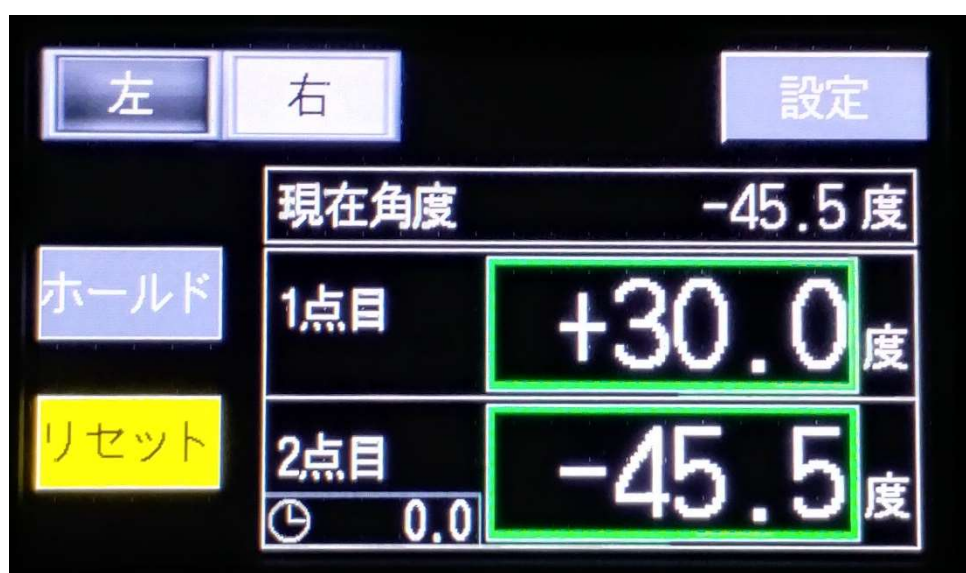 左 右 設定
現在角度 -45.5度
ホールド
1点目 +30.0度
リセット
2点目 -45.5度
0.0